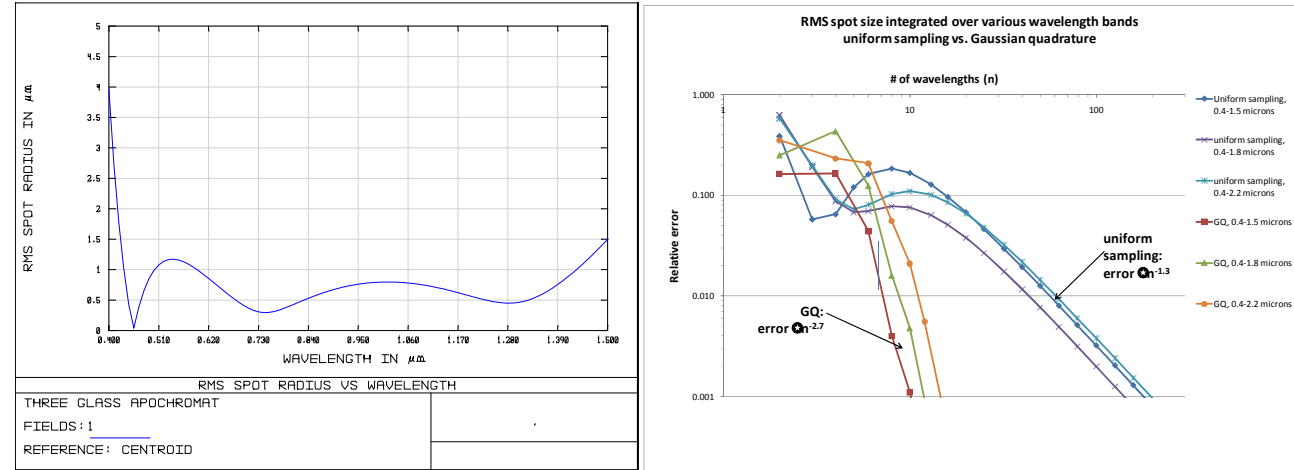 RMS SPOT RADIUS IN µm
5
4.5
4
3.5
3
2.5
2
1.5
1
0.5
0
0.400 0.510 0.620 0.730 0.840 0.950 1.060 1.170 1.280 1.390 1.500
WAVELENGTH IN µm
RMS SPOT RADIUS VS WAVELENGTH
THREE GLASS APOCHROMAT
FIELDS:1
REFERENCE: CENTROID
RMS spot size integrated over various wavelength bands
uniform sampling vs. Gaussian quadrature
# of wavelengths (n)
1 10 100
Relative error
1.000
0.100
0.010
0.001
uniform
sampling:
error ✪n-1.3
GQ:
error ✪n-2.7
Uniform sampling,
0.4-1.5 microns
uniform sampling,
0.4-1.8 microns
uniform sampling,
0.4-2.2 microns
GQ, 0.4-1.5 microns
GQ, 0.4-1.8 microns
GQ, 0.4-2.2 microns